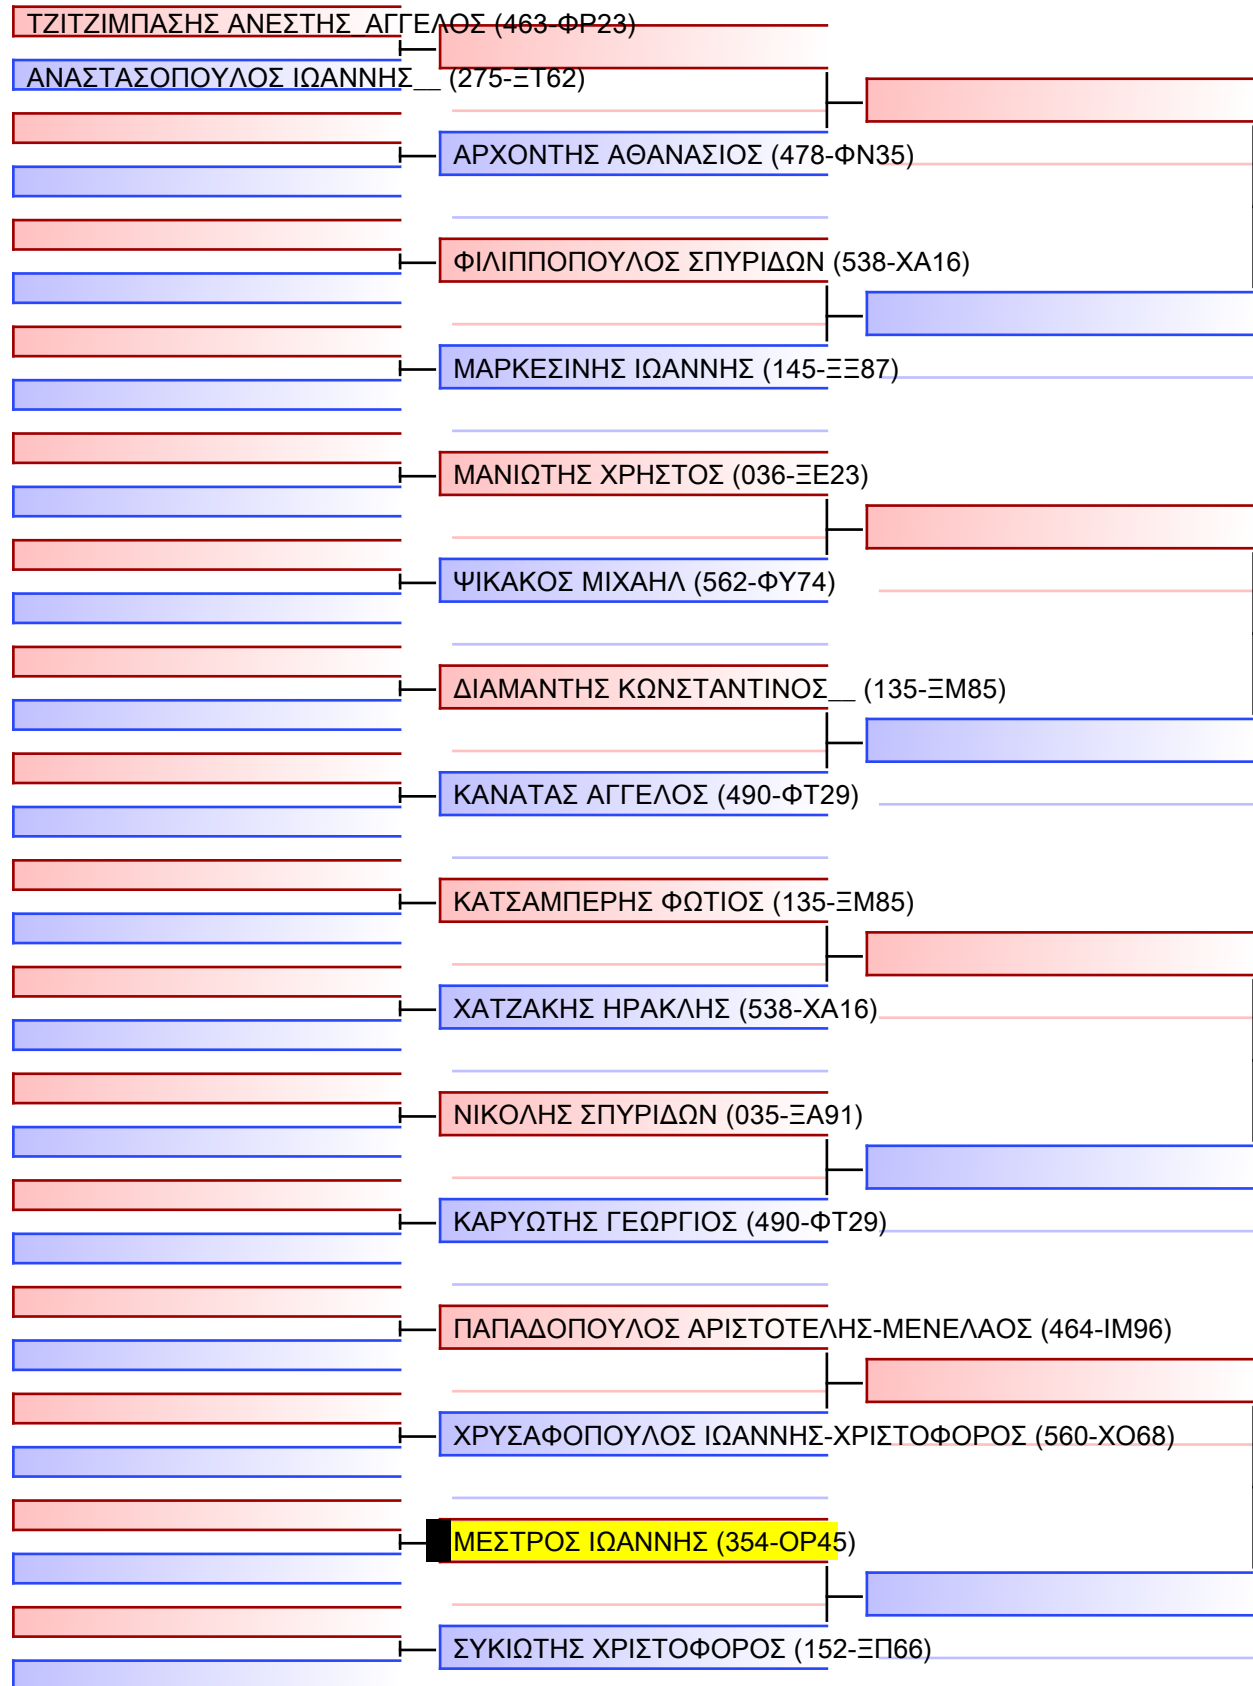 ΤΖΙΤΖΙΜΠΑΣΗΣ ΑΝΕΣΤΗΣ_ΑΓΓΕΛΟΣ (463-ΦΡ23)
ΑΝΑΣΤΑΣΟΠΟΥΛΟΣ ΙΩΑΝΝΗΣ__ (275-ΞΤ62)
ΑΡΧΟΝΤΗΣ ΑΘΑΝΑΣΙΟΣ (478-ΦΝ35)
ΦΙΛΙΠΠΟΠΟΥΛΟΣ ΣΠΥΡΙΔΩΝ (538-ΧΑ16)
ΜΑΡΚΕΣΙΝΗΣ ΙΩΑΝΝΗΣ (145-ΞΞ87)
ΜΑΝΙΩΤΗΣ ΧΡΗΣΤΟΣ (036-ΞΕ23)
ΨΙΚΑΚΟΣ ΜΙΧΑΗΛ (562-ΦΥ74)
ΔΙΑΜΑΝΤΗΣ ΚΩΝΣΤΑΝΤΙΝΟΣ__ (135-ΞΜ85)
ΚΑΝΑΤΑΣ ΑΓΓΕΛΟΣ (490-ΦΤ29)
ΚΑΤΣΑΜΠΕΡΗΣ ΦΩΤΙΟΣ (135-ΞΜ85)
ΧΑΤΖΑΚΗΣ ΗΡΑΚΛΗΣ (538-ΧΑ16)
ΝΙΚΟΛΗΣ ΣΠΥΡΙΔΩΝ (035-ΞΑ91)
ΚΑΡΥΩΤΗΣ ΓΕΩΡΓΙΟΣ (490-ΦΤ29)
ΠΑΠΑΔΟΠΟΥΛΟΣ ΑΡΙΣΤΟΤΕΛΗΣ-ΜΕΝΕΛΑΟΣ (464-ΙΜ96)
ΧΡΥΣΑΦΟΠΟΥΛΟΣ ΙΩΑΝΝΗΣ-ΧΡΙΣΤΟΦΟΡΟΣ (560-ΧΟ68)
ΜΕΣΤΡΟΣ ΙΩΑΝΝΗΣ (354-ΟΡ45)
ΣΥΚΙΩΤΗΣ ΧΡΙΣΤΟΦΟΡΟΣ (152-ΞΠ66)